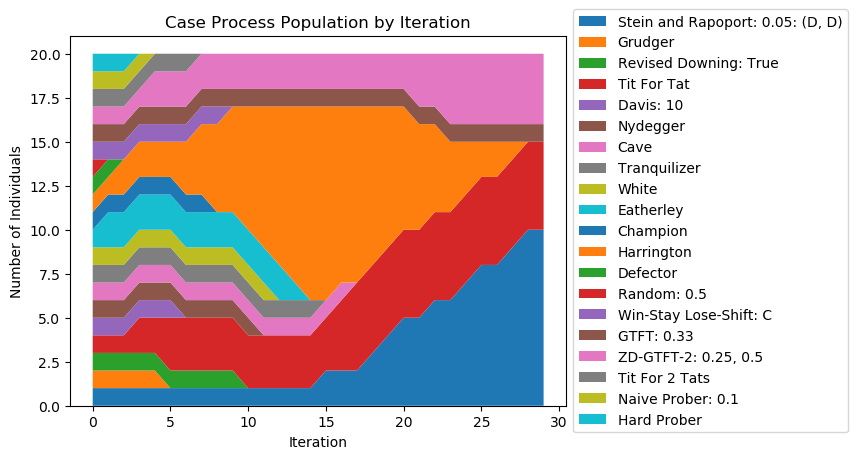 Case Process Population by Iteration
Number of Individuals
20.0
17.5
15.0
12.5
10.0
7.5
5.0
2.5
0.0
0 5 10 15 20 25 30
Iteration
Stein and Rapoport: 0.05: (D, D)
Grudger
Revised Downing: True
Tit For Tat
Davis: 10
Nydegger
Cave
Tranquilizer
White
Eatherley
Champion
Harrington
Defector
Random: 0.5
Win-Stay Lose-Shift: C
GTFT: 0.33
ZD-GTFT-2: 0.25, 0.5
Tit For 2 Tats
Naive Prober: 0.1
Hard Prober